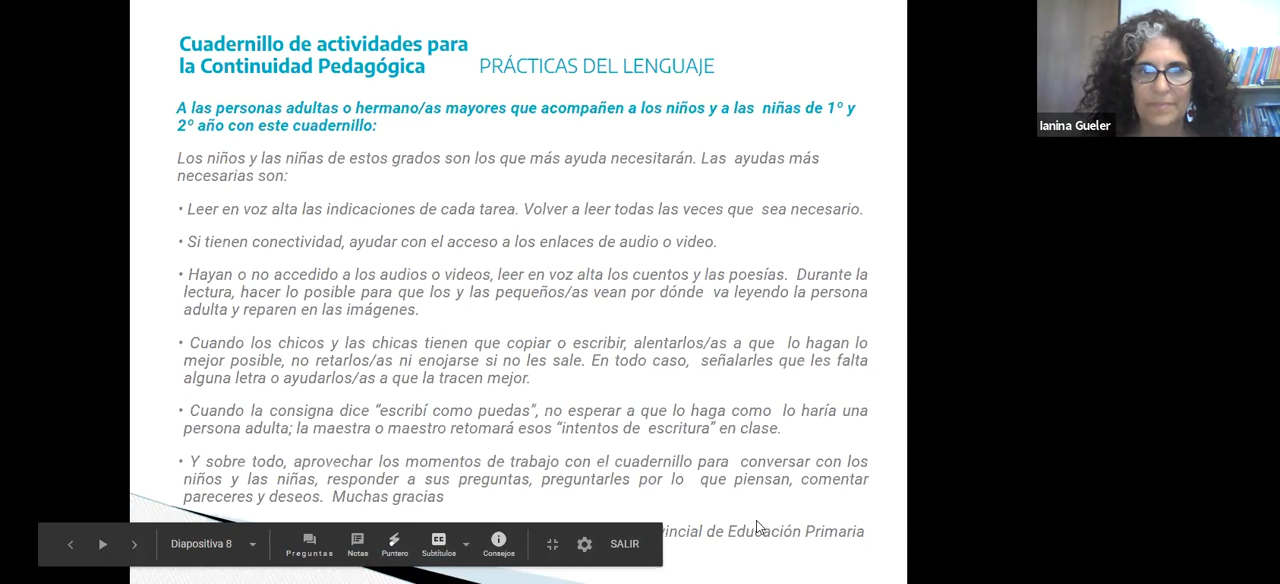 Cuadernillo de actividades para
la Continuidad Pedagógica PRÁCTICAS DEL LENGUAJE
A las personas adultas o hermano/as mayores que acompañen a los niños y a las niñas de 1º y
2º año con este cuadernillo:
Los niños y las niñas de estos grados son los que más ayuda necesitarán. Las ayudas más
necesarias son:
• Leer en voz alta las indicaciones de cada tarea. Volver a leer todas las veces que sea necesario.
• Si tienen conectividad, ayudar con el acceso a los enlaces de audio o video.
• Hayan o no accedido a los audios o videos, leer en voz alta los cuentos y las poesías. Durante la
lectura, hacer lo posible para que los y las pequeños/as vean por dónde va leyendo la persona
adulta y reparen en las imágenes.
• Cuando los chicos y las chicas tienen que copiar o escribir, alentarlos/as a que lo hagan lo
mejor posible, no retarlos/as ni enojarse si no les sale. En todo caso, señalarles que les falta
alguna letra o ayudarlos/as a que la tracen mejor.
• Cuando la consigna dice “escribí como puedas”, no esperar a que lo haga como lo haría una
persona adulta; la maestra o maestro retomará esos “intentos de escritura” en clase.
• Y sobre todo, aprovechar los momentos de trabajo con el cuadernillo para conversar con los
niños y las niñas, responder a sus preguntas, preguntarles por lo que piensan, comentar
pareceres y deseos. Muchas gracias
vincial de Educación Primaria
Diapositiva 8
Preguntas
Notas
Puntero
Subtítulos
Consejos
SALIR
Ianina Gueler